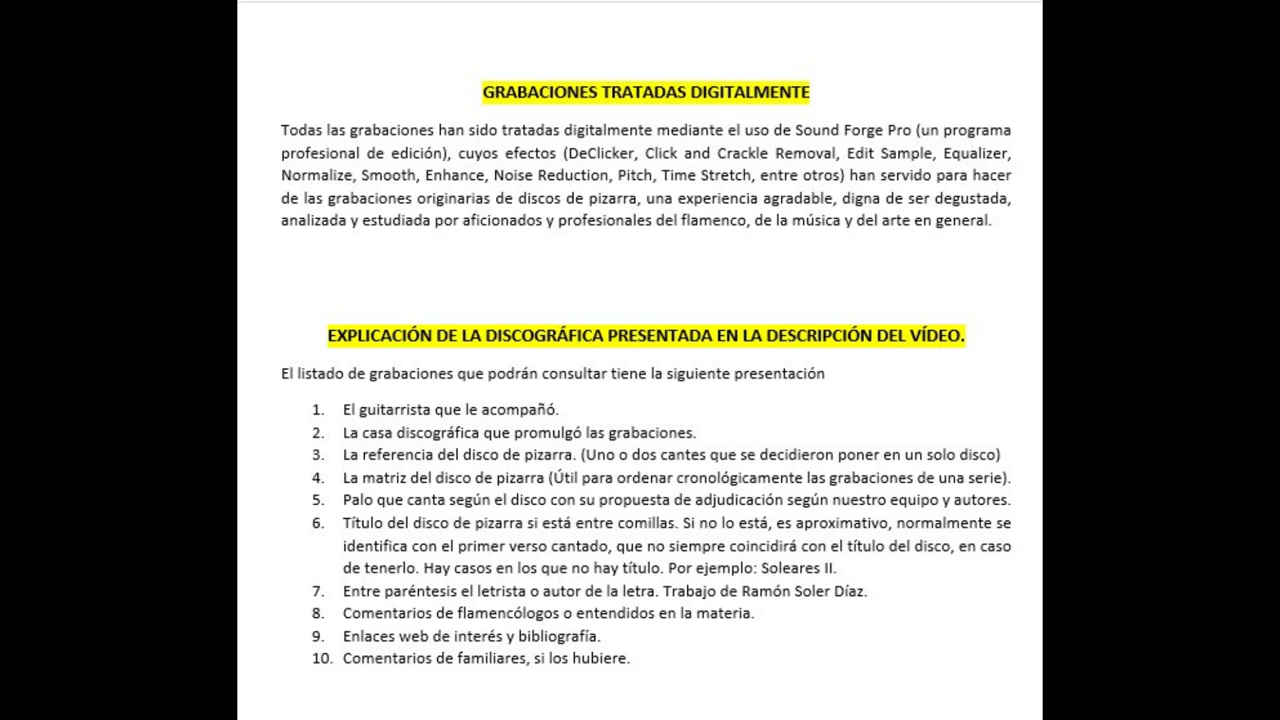 GRABACIONES TRATADAS DIGITALMENTE
Todas las grabaciones han sido tratadas digitalmente mediante el uso de Sound Forge Pro (un programa
profesional de edición), cuyos efectos (DeClicker, Click and Crackle Removal, Edit Sample, Equalizer,
Normalize, Smooth, Enhance, Noise Reduction, Pitch, Time Stretch, entre otros) han servido para hacer
de las grabaciones originarias de discos de pizarra, una experiencia agradable, digna de ser degustada,
analizada y estudiada por aficionados y profesionales del flamenco, de la música y del arte en general.
EXPLICACIÓN DE LA DISCOGRÁFICA PRESENTADA EN LA DESCRIPCIÓN DEL VÍDEO.
El listado de grabaciones que podrán consultar tiene la siguiente presentación
1. El guitarrista que le acompañó.
2. La casa discográfica que promulgó las grabaciones.
3. La referencia del disco de pizarra. (Uno o dos cantes que se decidieron poner en un solo disco)
4. La matriz del disco de pizarra (Útil para ordenar cronológicamente las grabaciones de una serie).
5. Palo que canta según el disco con su propuesta de adjudicación según nuestro equipo y autores.
6. Título del disco de pizarra si está entre comillas. Si no lo está, es aproximativo, normalmente se
identifica con el primer verso cantado, que no siempre coincidirá con el título del disco, en caso
de tenerlo. Hay casos en los que no hay título. Por ejemplo: Soleares II.
7. Entre paréntesis el letrista o autor de la letra. Trabajo de Ramón Soler Díaz.
8. Comentarios de flamencólogos o entendidos en la materia.
9. Enlaces web de interés y bibliografía.
10. Comentarios de familiares, si los hubiere.